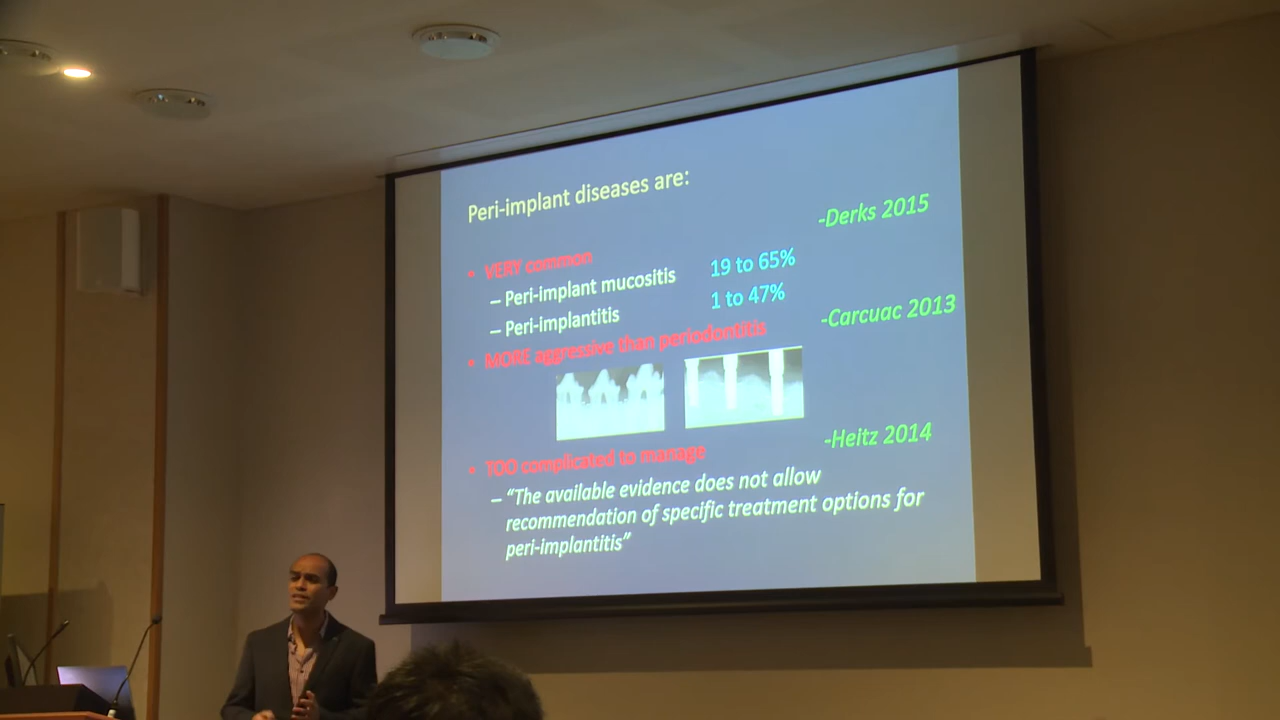 Peri-implant diseases are:
-Derks 2015
• VERY common
– Peri-implant mucositis 19 to 65%
– Peri-implantitis 1 to 47%
-Carcuac 2013
• MORE aggressive than periodontitis
-Heitz 2014
• TOO complicated to manage
– “The available evidence does not allow
recommendation of specific treatment options for
peri-implantitis”